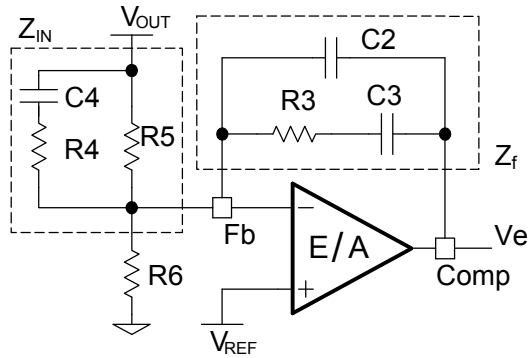 Z_IN
V_OUT
C2
C4
R3
C3
R4
R5
Z_f
Fb
E/A
Ve
R6
Comp
V_REF